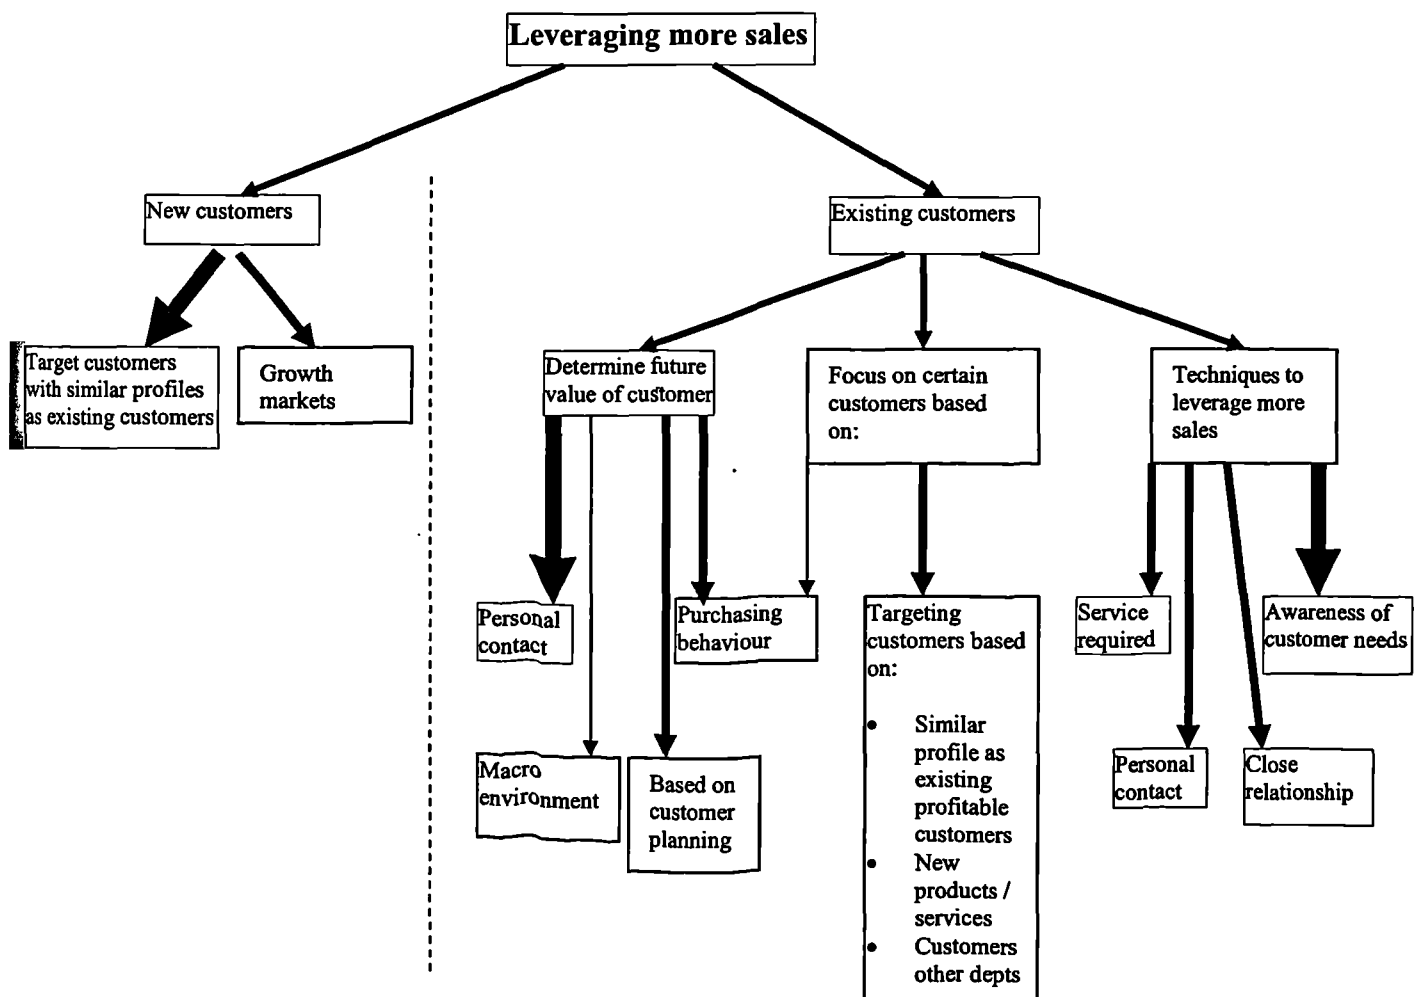 Leveraging more sales
New customers
Existing customers
Target customers
with similar profiles
as existing customers
Growth
markets
Determine future
value of customer
Focus on certain
customers based
on:
Techniques to
leverage more
sales
Personal
contact
Purchasing
behaviour
Targeting
customers based
on:
• Similar
profile as
existing
profitable
customers
• New
products /
services
• Customers
other depts
Service
required
Awareness of
customer needs
Macro
environment
Based on
customer
planning
Personal
contact
Close
relationship